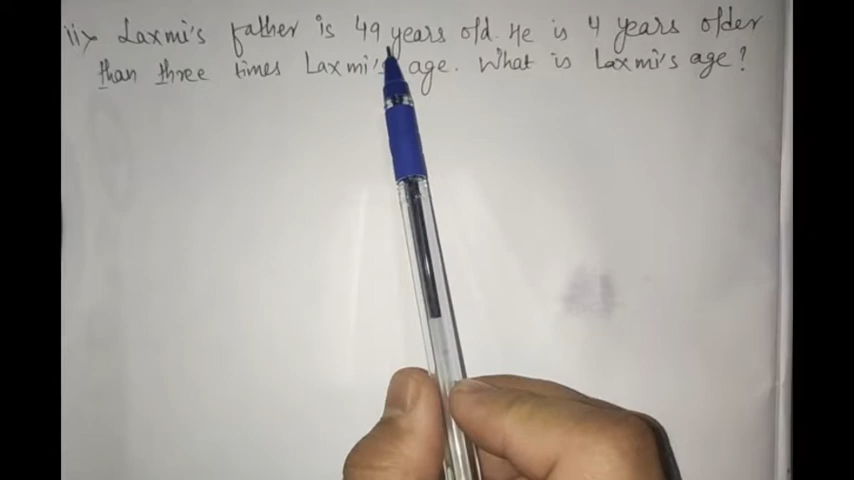 ii> Laxmi's father is 49 years old. He is 4 years older
than three times Laxmi's age. What is Laxmi's age?